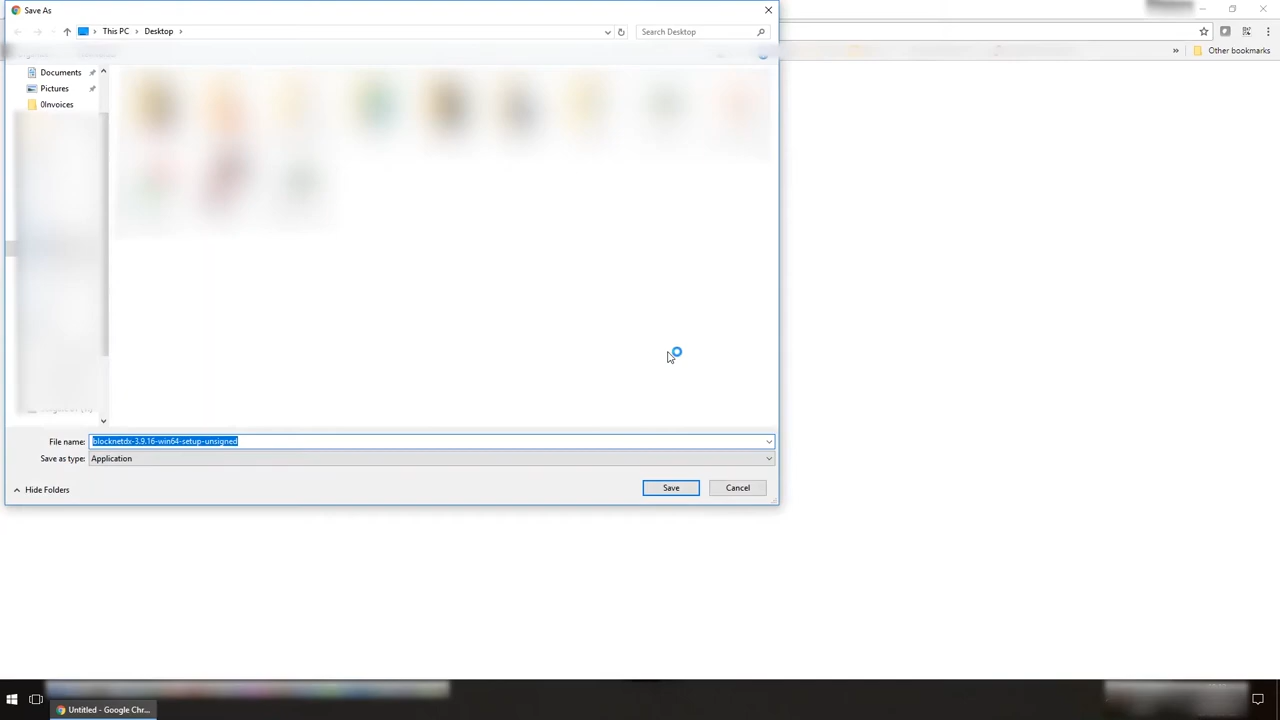 Save As
This PC
Desktop
Search Desktop
Other bookmarks
Documents
Pictures
0Invoices
File name:
blocknetdx-3.9.16-win64-setup-unsigned
Save as type:
Application
Hide Folders
Save
Cancel
Untitled - Google Chr...